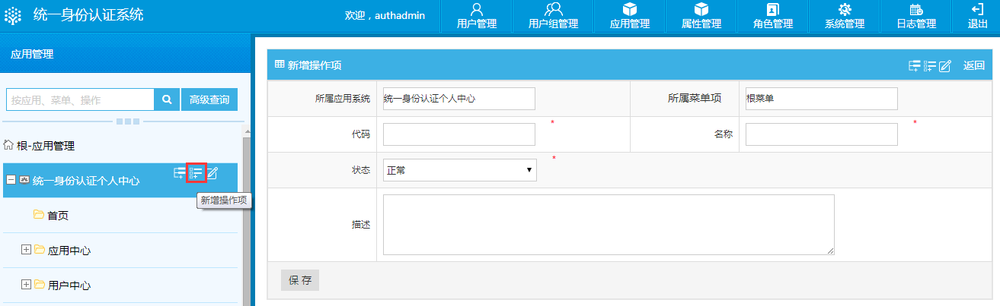 统一身份认证系统
欢迎，authadmin
用户管理
用户组管理
应用管理
属性管理
角色管理
系统管理
日志管理
退出
应用管理
按应用、菜单、操作
高级查询
根-应用管理
统一身份认证个人中心
新增操作项
首页
应用中心
用户中心
新增操作项
返回
所属应用系统
统一身份认证个人中心
所属菜单项
根菜单
代码
*
名称
*
状态
正常
*
描述
保 存